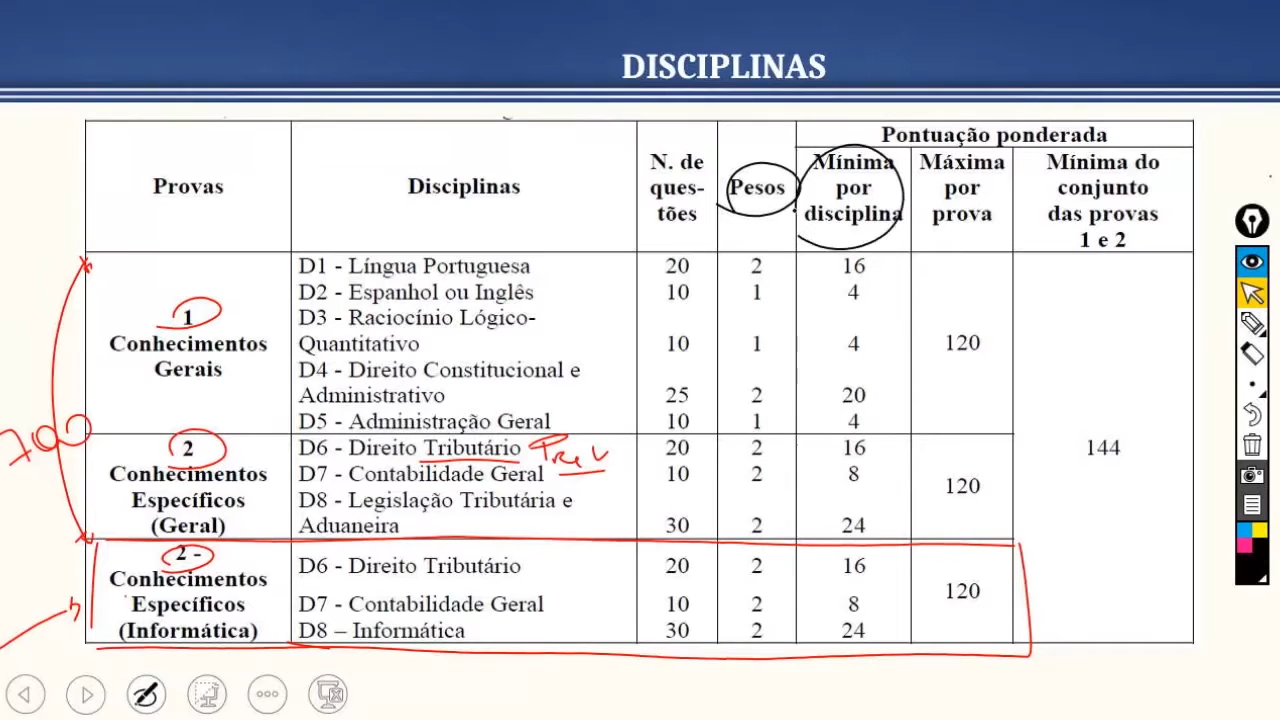 DISCIPLINAS
Provas
Disciplinas
N. de
ques-
tões
Pesos
Pontuação ponderada
Mínima
por
disciplina
Máxima
por
prova
Mínima do
conjunto
das provas
1 e 2
1
Conhecimentos
Gerais
D1 - Língua Portuguesa 20 2 16
D2 - Espanhol ou Inglês 10 1 4
D3 - Raciocínio Lógico-
Quantitativo 10 1 4
D4 - Direito Constitucional e
Administrativo 25 2 20
D5 - Administração Geral 10 1 4
120
2
Conhecimentos
Específicos
(Geral)
D6 - Direito Tributário 20 2 16
D7 - Contabilidade Geral 10 2 8
D8 - Legislação Tributária e
Aduaneira 30 2 24
120
144
700
2 -
Conhecimentos
Específicos
(Informática)
D6 - Direito Tributário 20 2 16
D7 - Contabilidade Geral 10 2 8
D8 – Informática 30 2 24
120